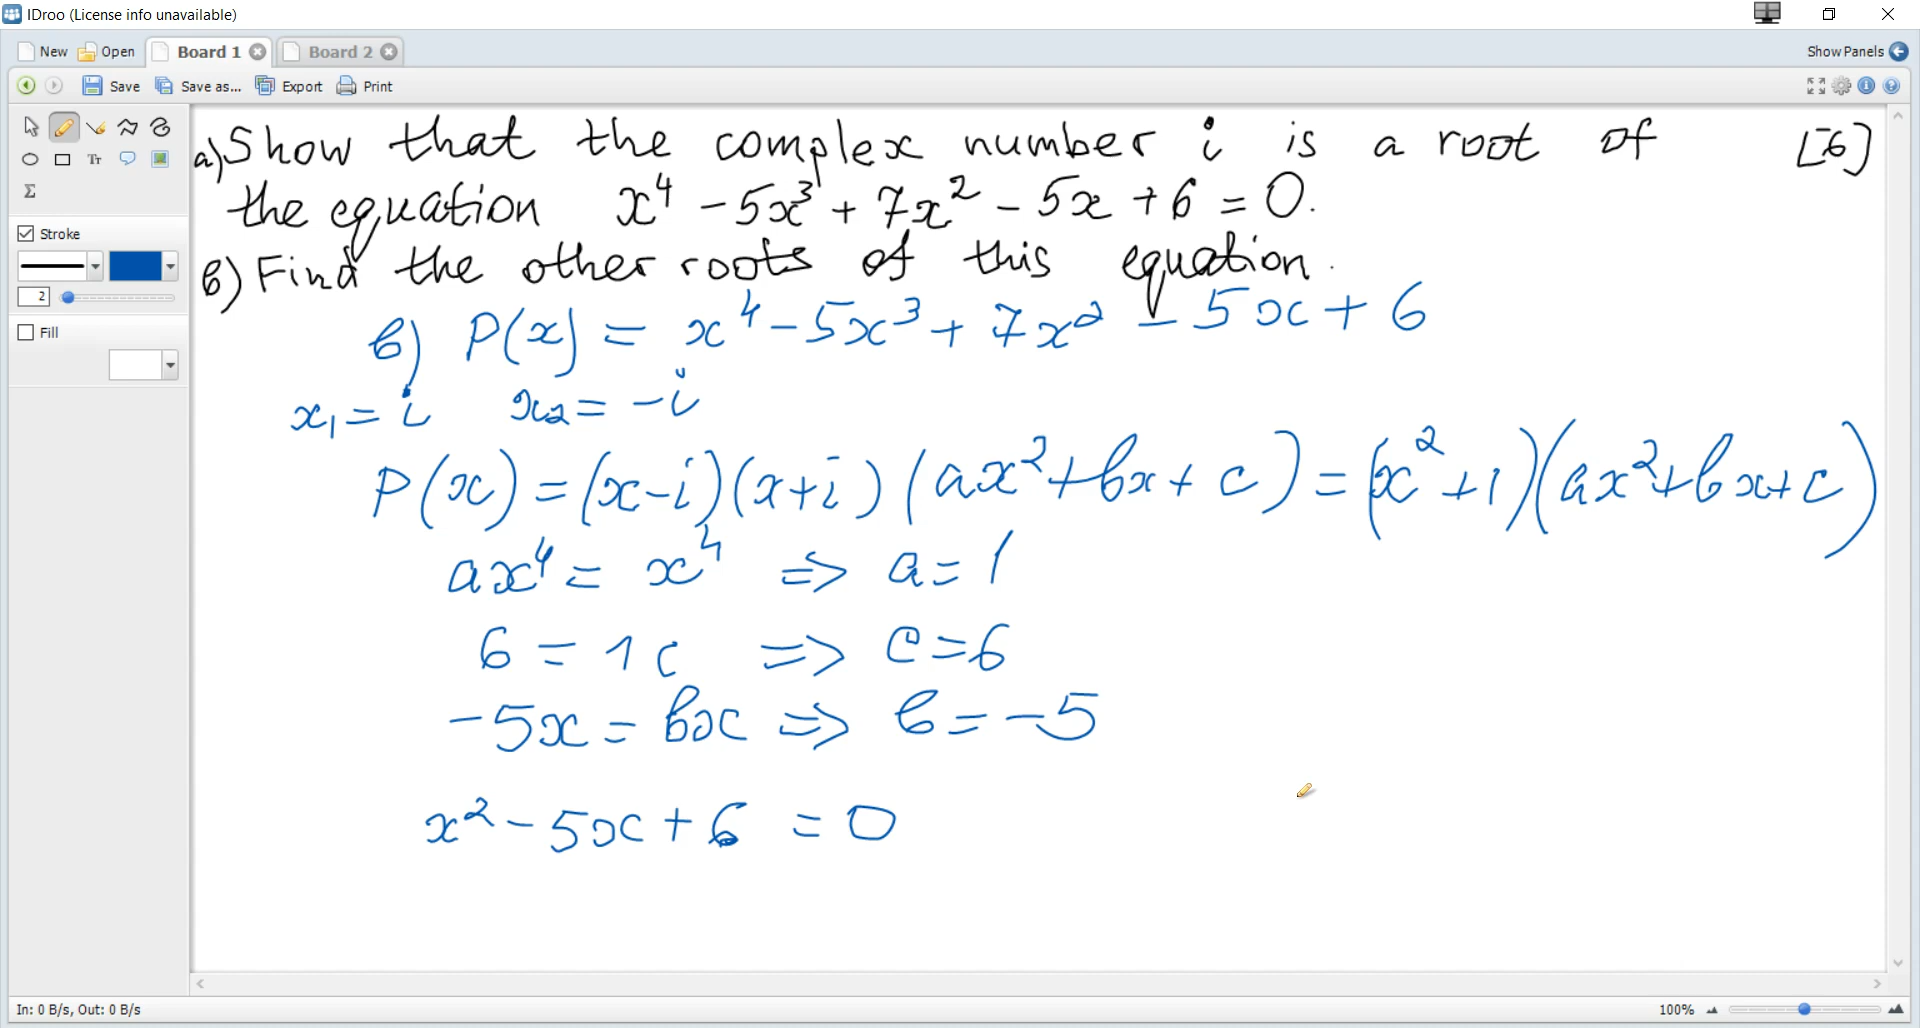 IDroo (License info unavailable)
New Open Board 1 Board 2 Show Panels
Save Save as... Export Print
Tr
Σ
Stroke
2
Fill
a) Show that the complex number i is a root of [6]
the equation x⁴ - 5x³ + 7x² - 5x + 6 = 0.
b) Find the other roots of this equation.
b) P(x) = x⁴ - 5x³ + 7x² - 5x + 6
x₁ = i x₂ = -i
P(x) = (x-i)(x+i)(ax²+bx+c) = (x²+1)(ax²+bx+c)
ax⁴ = x⁴ => a = 1
6 = 1c => c = 6
-5x = bx => b = -5
x² - 5x + 6 = 0
In: 0 B/s, Out: 0 B/s 100%